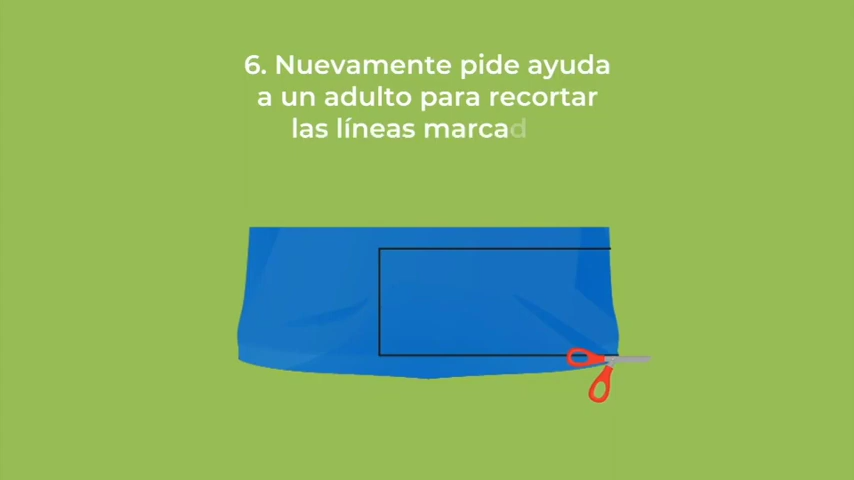 6. Nuevamente pide ayuda
a un adulto para recortar
las líneas marcad